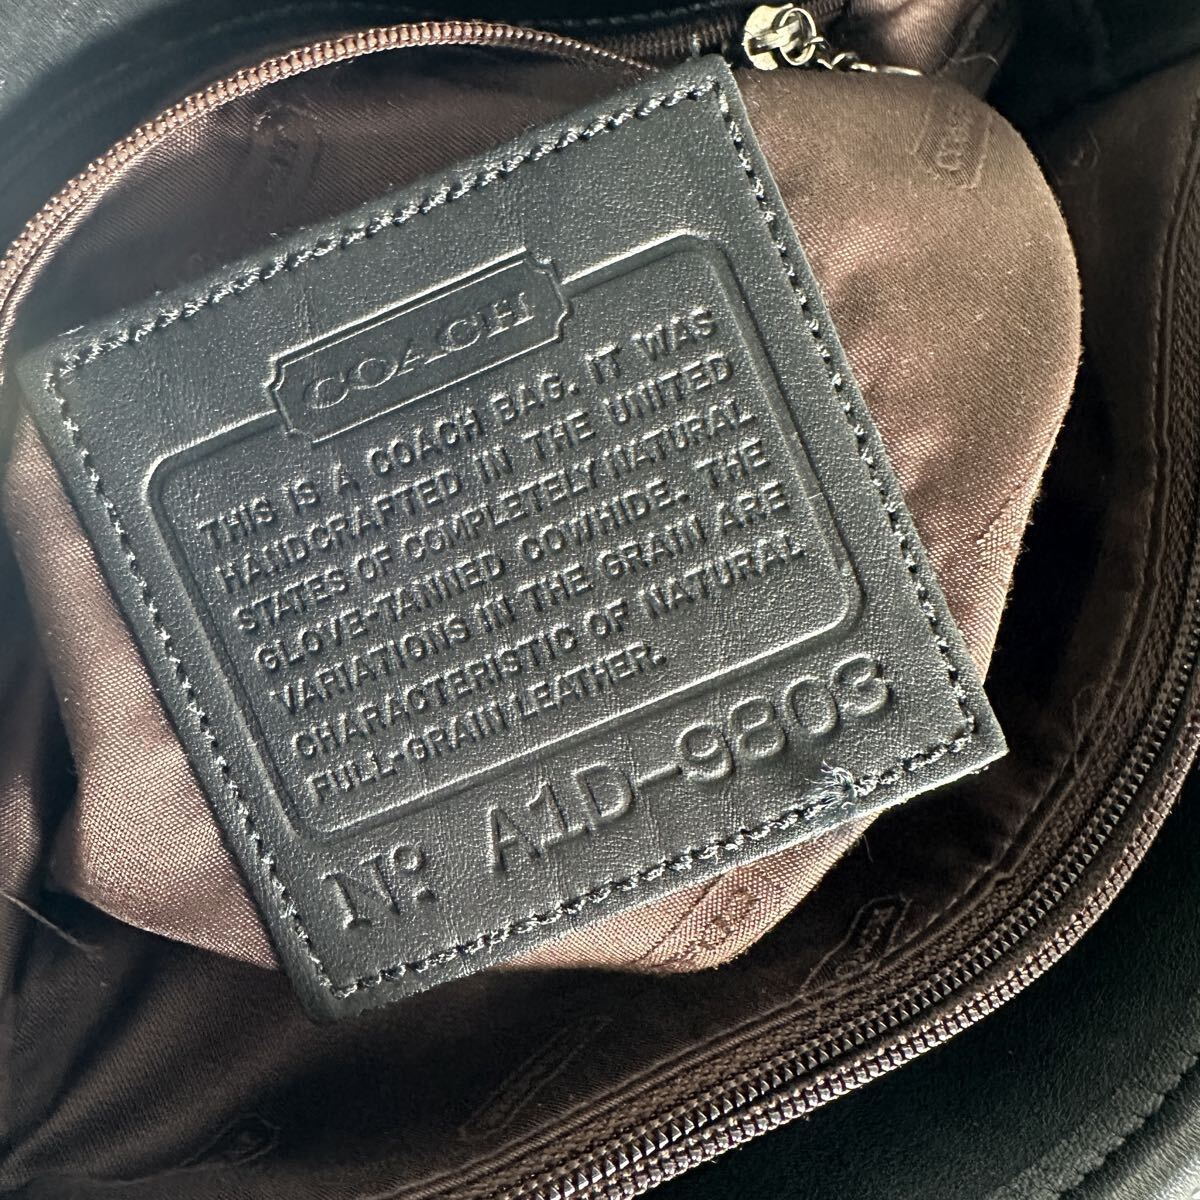 COACH
THIS IS A COACH BAG. IT WAS
HANDCRAFTED IN THE UNITED
STATES OF COMPLETELY NATURAL
GLOVE-TANNED COWHIDE. THE
VARIATIONS IN THE GRAIN ARE
CHARACTERISTIC OF NATURAL
FULL-GRAIN LEATHER.
Nº A1D-9803